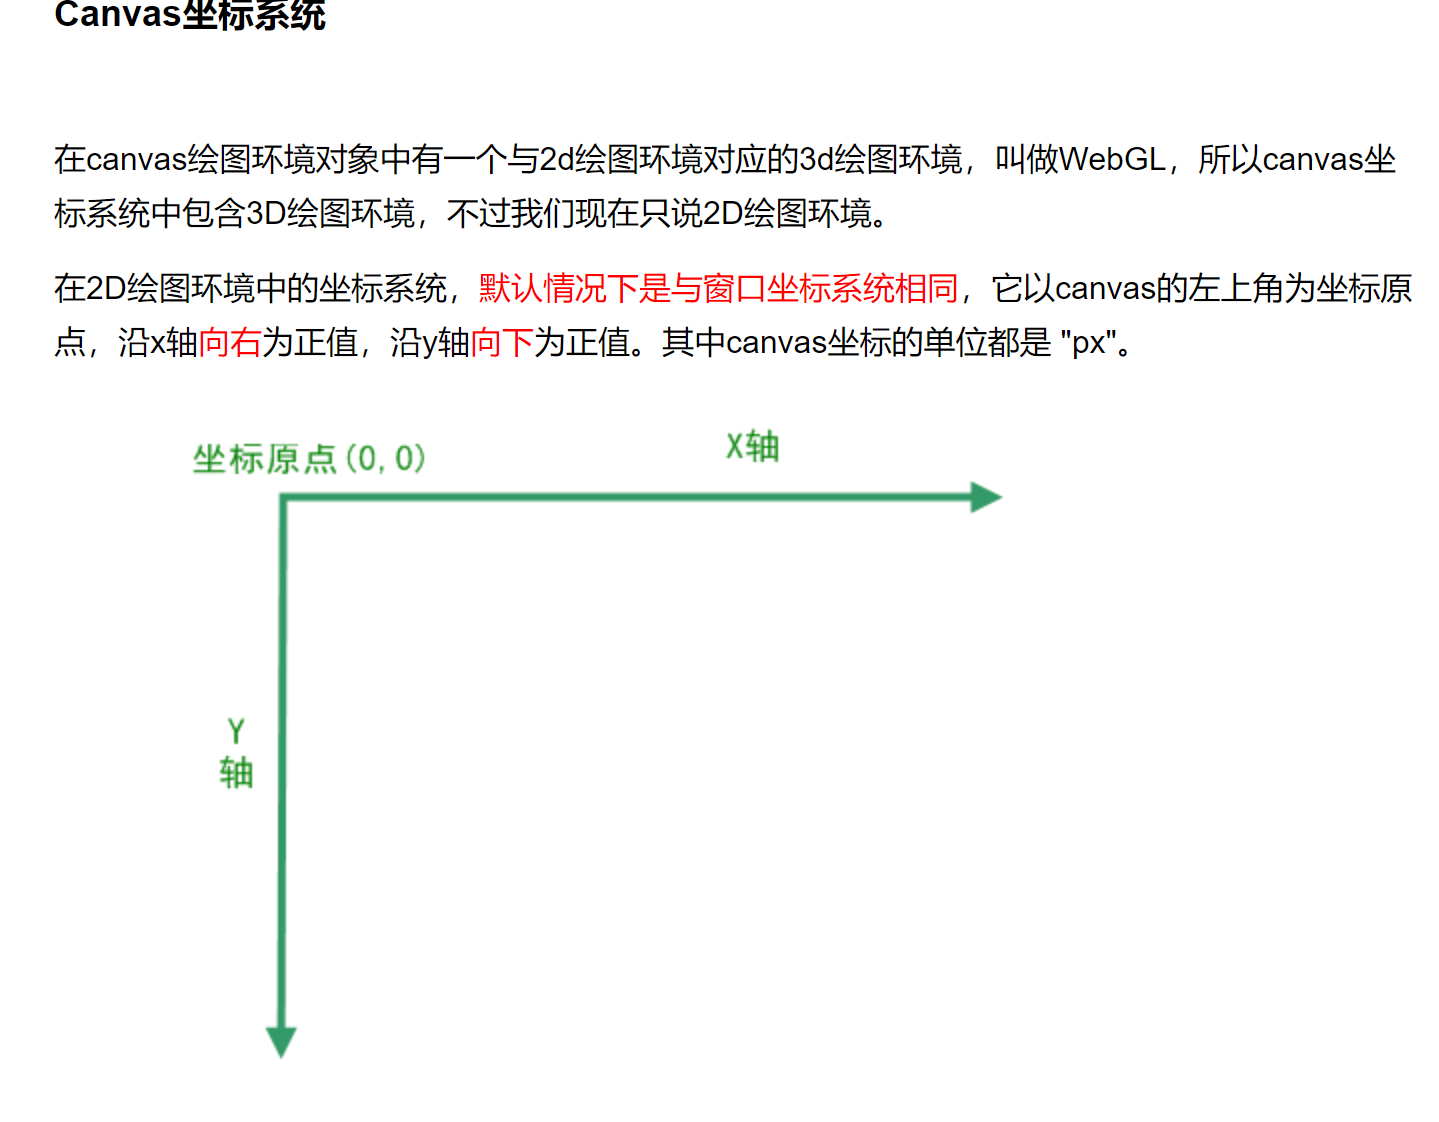 Canvas坐标系统
在canvas绘图环境对象中有一个与2d绘图环境对应的3d绘图环境，叫做WebGL，所以canvas坐
标系统中包含3D绘图环境，不过我们现在只说2D绘图环境。
在2D绘图环境中的坐标系统，默认情况下是与窗口坐标系统相同，它以canvas的左上角为坐标原
点，沿x轴向右为正值，沿y轴向下为正值。其中canvas坐标的单位都是 "px"。
坐标原点(0,0)
X轴
Y
轴